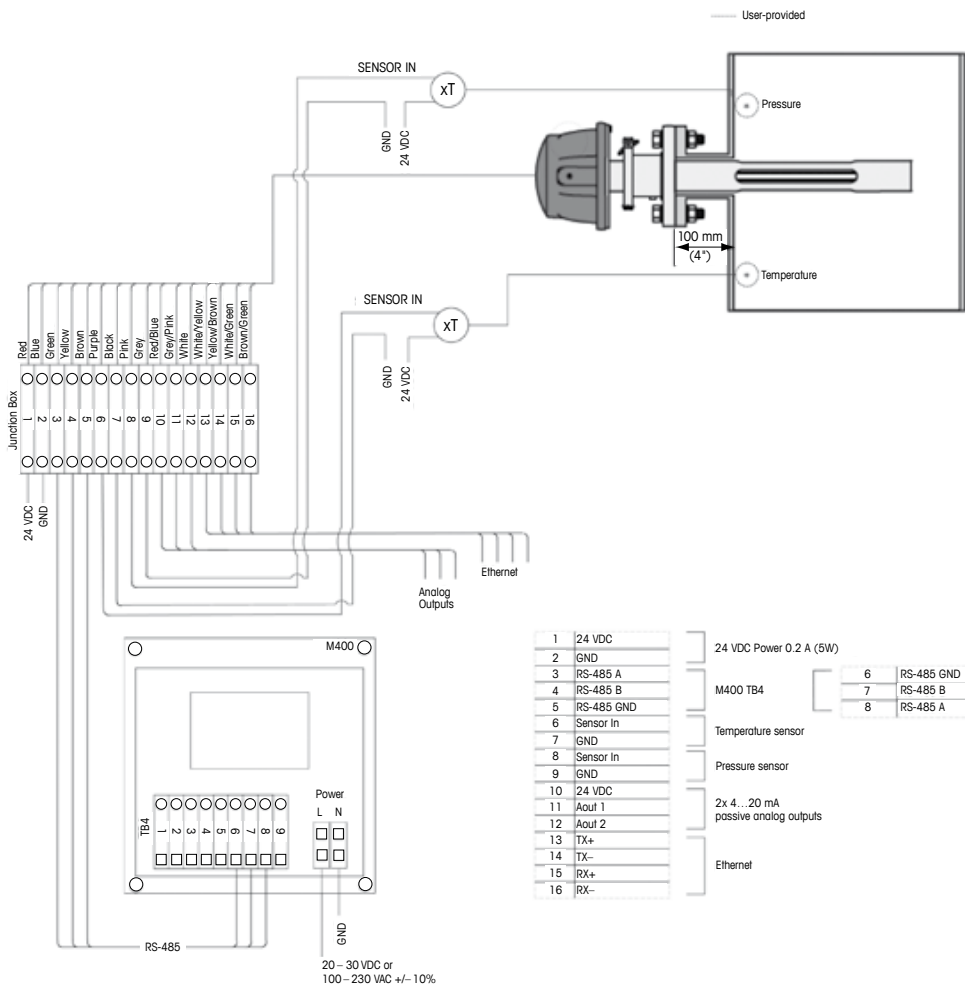 User-provided
SENSOR IN
xT
Pressure
GND
24 VDC
100 mm
(4")
Temperature
SENSOR IN
xT
GND
24 VDC
Red
Blue
Green
Yellow
Brown
Purple
Black
Pink
Grey
Red/Blue
Grey/Pink
White
White/Yellow
Yellow/Brown
White/Green
Brown/Green
Junction Box
1 2 3 4 5 6 7 8 9 10 11 12 13 14 15 16
24 VDC
GND
Analog
Outputs
Ethernet
M400
Power
L N
TB4
1 2 3 4 5 6 7 8 9
RS-485
GND
20 – 30 VDC or
100 – 230 VAC +/– 10%
1 24 VDC
2 GND
24 VDC Power 0.2 A (5W)
3 RS-485 A
4 RS-485 B
5 RS-485 GND
M400 TB4
6 RS-485 GND
7 RS-485 B
8 RS-485 A
6 Sensor In
7 GND
Temperature sensor
8 Sensor In
9 GND
Pressure sensor
10 24 VDC
11 Aout 1
12 Aout 2
2x 4…20 mA
passive analog outputs
13 TX+
14 TX–
15 RX+
16 RX–
Ethernet